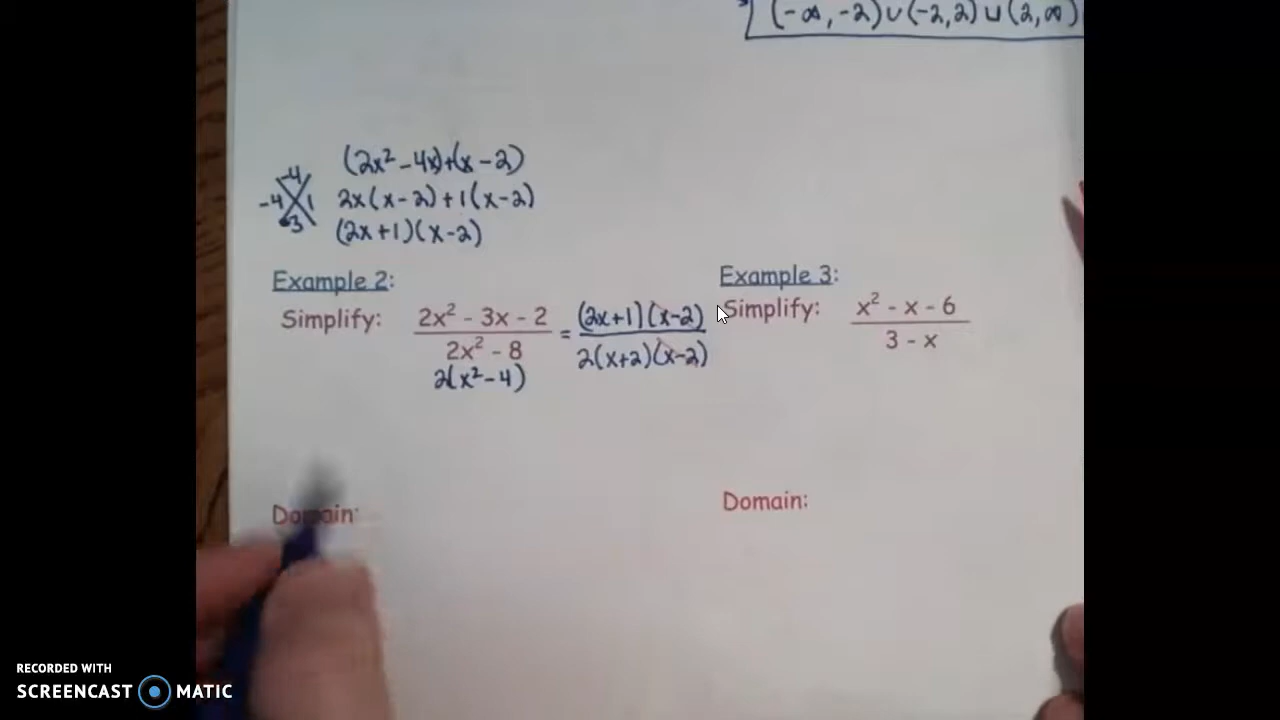 (-∞, -2) ∪ (-2, 2) ∪ (2, ∞)
(2x² - 4x) + (x - 2)
-4
-4 1
-3
2x(x-2) + 1(x-2)
(2x+1)(x-2)
Example 2:
Simplify: 2x² - 3x - 2 / 2x² - 8 = (2x+1)(x-2) / 2(x+2)(x-2)
2(x² - 4)
Domain:
Example 3:
Simplify: x² - x - 6 / 3 - x
Domain:
RECORDED WITH
SCREENCAST MATIC